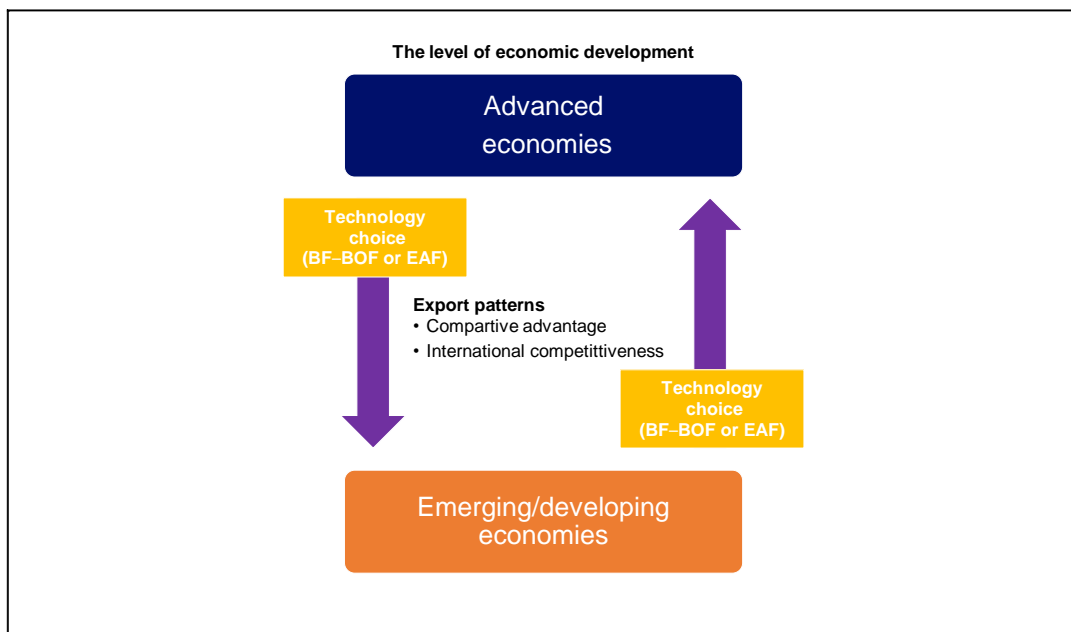 The level of economic development
Advanced
economies
Technology
choice
(BF–BOF or EAF)
Export patterns
• Compartive advantage
• International competittiveness
Technology
choice
(BF–BOF or EAF)
Emerging/developing
economies